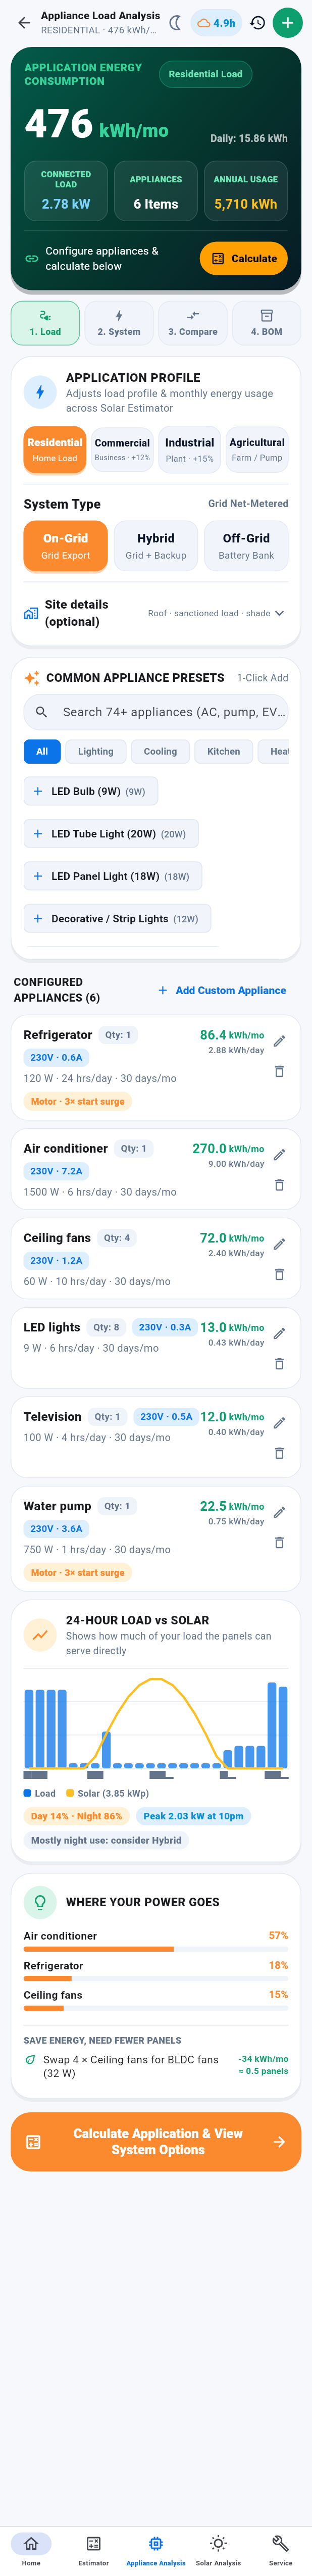 Appliance Load Analysis
RESIDENTIAL · 476 kWh/...
4.9h
APPLICATION ENERGY
CONSUMPTION
Residential Load
476 kWh/mo
Daily: 15.86 kWh
CONNECTED
LOAD
2.78 kW
APPLIANCES
6 Items
ANNUAL USAGE
5,710 kWh
Configure appliances &
calculate below
Calculate
1. Load
2. System
3. Compare
4. BOM
APPLICATION PROFILE
Adjusts load profile & monthly energy usage
across Solar Estimator
Residential
Home Load
Commercial
Business · +12%
Industrial
Plant · +15%
Agricultural
Farm / Pump
System Type
Grid Net-Metered
On-Grid
Grid Export
Hybrid
Grid + Backup
Off-Grid
Battery Bank
Site details
(optional)
Roof · sanctioned load · shade
COMMON APPLIANCE PRESETS
1-Click Add
Search 74+ appliances (AC, pump, EV...
All
Lighting
Cooling
Kitchen
Heat
LED Bulb (9W) (9W)
LED Tube Light (20W) (20W)
LED Panel Light (18W) (18W)
Decorative / Strip Lights (12W)
CONFIGURED
APPLIANCES (6)
+ Add Custom Appliance
Refrigerator Qty: 1
86.4 kWh/mo
2.88 kWh/day
230V · 0.6A
120 W · 24 hrs/day · 30 days/mo
Motor · 3× start surge
Air conditioner Qty: 1
270.0 kWh/mo
9.00 kWh/day
230V · 7.2A
1500 W · 6 hrs/day · 30 days/mo
Ceiling fans Qty: 4
72.0 kWh/mo
2.40 kWh/day
230V · 1.2A
60 W · 10 hrs/day · 30 days/mo
LED lights Qty: 8 230V · 0.3A
13.0 kWh/mo
0.43 kWh/day
9 W · 6 hrs/day · 30 days/mo
Television Qty: 1 230V · 0.5A
12.0 kWh/mo
0.40 kWh/day
100 W · 4 hrs/day · 30 days/mo
Water pump Qty: 1
22.5 kWh/mo
0.75 kWh/day
230V · 3.6A
750 W · 1 hrs/day · 30 days/mo
Motor · 3× start surge
24-HOUR LOAD vs SOLAR
Shows how much of your load the panels can
serve directly
Load Solar (3.85 kWp)
Day 14% · Night 86%
Peak 2.03 kW at 10pm
Mostly night use: consider Hybrid
WHERE YOUR POWER GOES
Air conditioner 57%
Refrigerator 18%
Ceiling fans 15%
SAVE ENERGY, NEED FEWER PANELS
Swap 4 × Ceiling fans for BLDC fans
(32 W)
-34 kWh/mo
≈ 0.5 panels
Calculate Application & View
System Options
Home
Estimator
Appliance Analysis
Solar Analysis
Service